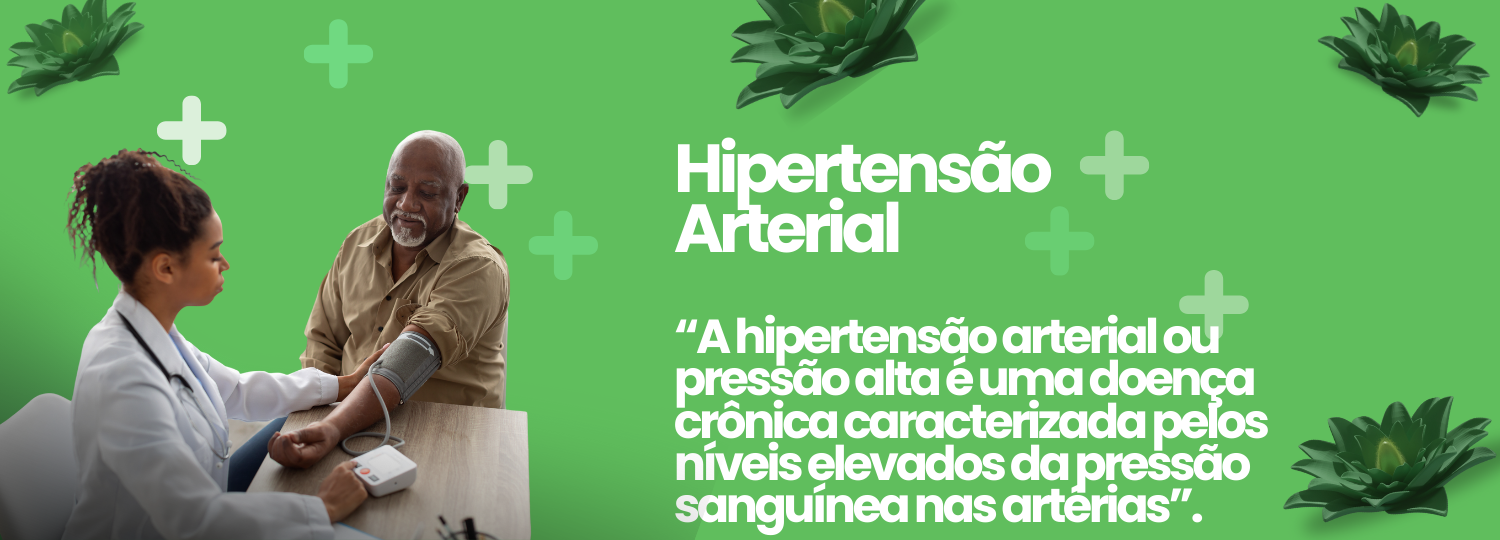 Hipertensão
Arterial
“A hipertensão arterial ou
pressão alta é uma doença
crônica caracterizada pelos
níveis elevados da pressão
sanguínea nas artérias”.